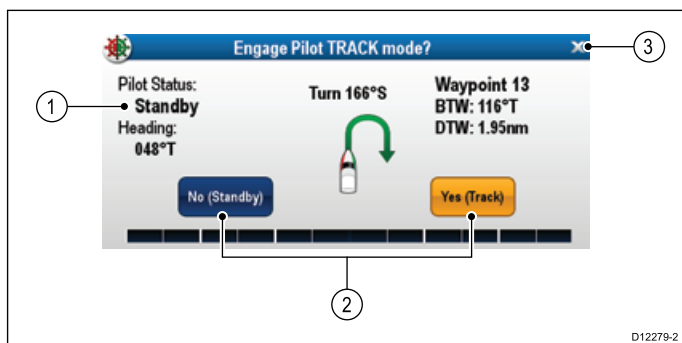 Engage Pilot TRACK mode?
3
Pilot Status:
1
Standby
Heading:
048°T
Turn 166°S
Waypoint 13
BTW: 116°T
DTW: 1.95nm
No (Standby)
Yes (Track)
2
D12279-2